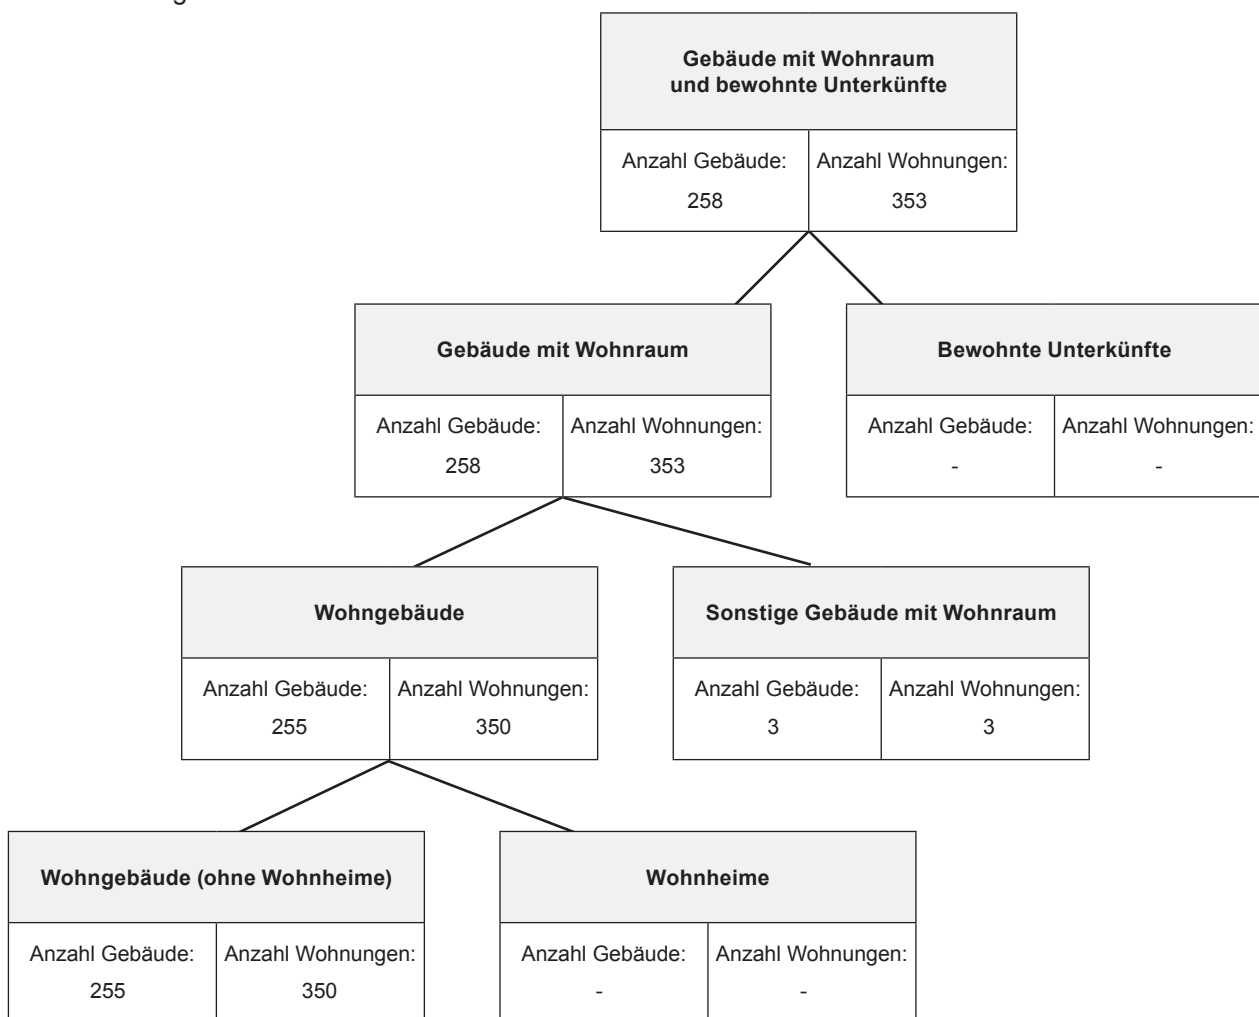 Gebäude mit Wohnraum
und bewohnte Unterkünfte
Anzahl Gebäude: Anzahl Wohnungen:
258 353
Gebäude mit Wohnraum
Bewohnte Unterkünfte
Anzahl Gebäude: Anzahl Wohnungen:
258 353
Anzahl Gebäude: Anzahl Wohnungen:
- -
Wohngebäude
Sonstige Gebäude mit Wohnraum
Anzahl Gebäude: Anzahl Wohnungen:
255 350
Anzahl Gebäude: Anzahl Wohnungen:
3 3
Wohngebäude (ohne Wohnheime)
Wohnheime
Anzahl Gebäude: Anzahl Wohnungen:
255 350
Anzahl Gebäude: Anzahl Wohnungen:
- -